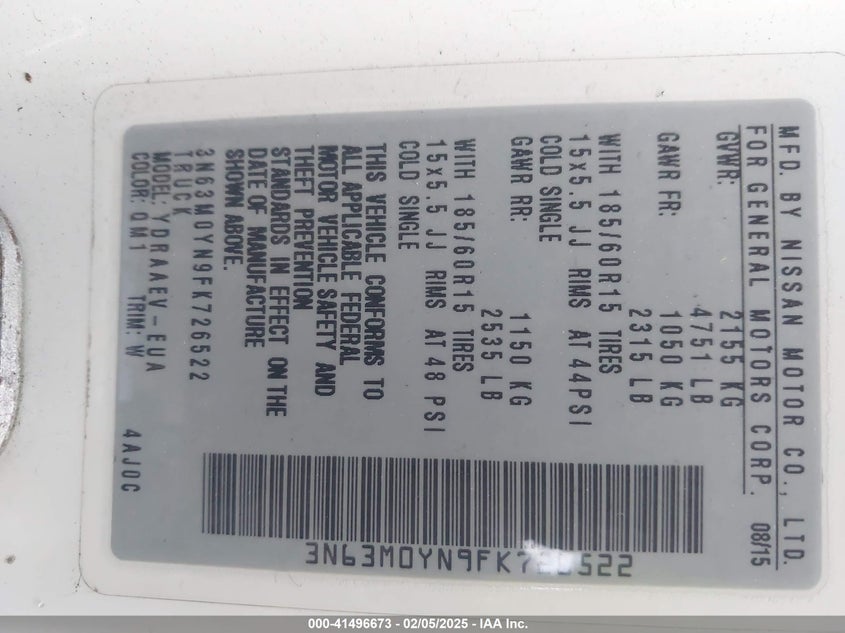 MFD. BY NISSAN MOTOR CO., LTD.
FOR GENERAL MOTORS CORP. 08/15
GVWR: 2155 KG
4751 LB
GAWR FR: 1050 KG
2315 LB
WITH 185/60R15 TIRES
15x5.5 JJ RIMS AT 44PSI
COLD SINGLE
GAWR RR: 1150 KG
2535 LB
WITH 185/60R15 TIRES
15x5.5 JJ RIMS AT 48 PSI
COLD SINGLE
THIS VEHICLE CONFORMS TO
ALL APPLICABLE FEDERAL
MOTOR VEHICLE SAFETY AND
THEFT PREVENTION
STANDARDS IN EFFECT ON THE
DATE OF MANUFACTURE
SHOWN ABOVE.
3N63M0YN9FK726522
TRUCK
MODEL: YDRAAEV-EUA
COLOR: QM1 TRIM: W 4AJ0C
3N63M0YN9FK726522
000-41496673 - 02/05/2025 - IAA Inc.